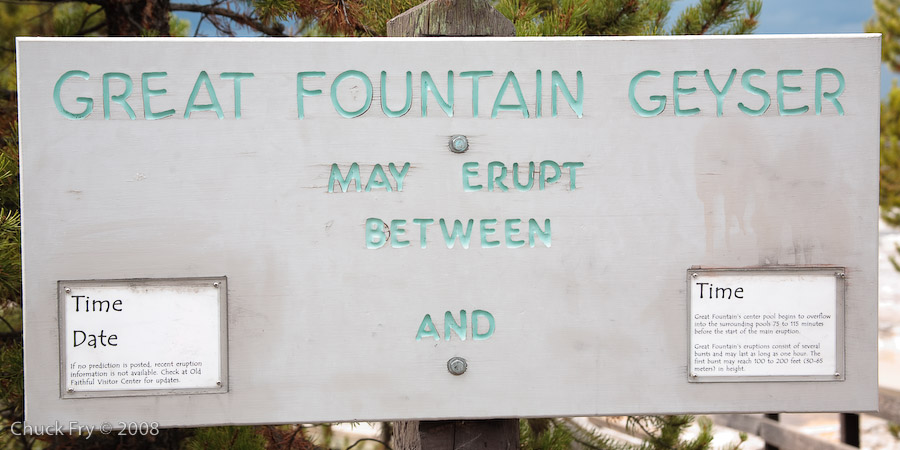 GREAT FOUNTAIN GEYSER
MAY ERUPT
BETWEEN
AND
Time
Date
If no prediction is posted, recent eruption
information is not available. Check at Old
Faithful Visitor Center for updates.
Time
Great Fountain's center pool begins to overflow
into the surrounding pools 75 to 115 minutes
before the start of the main eruption.
Great Fountain's eruptions consist of several
bursts and may last as long as one hour. The
first burst may reach 100 to 200 feet (30-65
meters) in height.
Chuck Fry © 2008